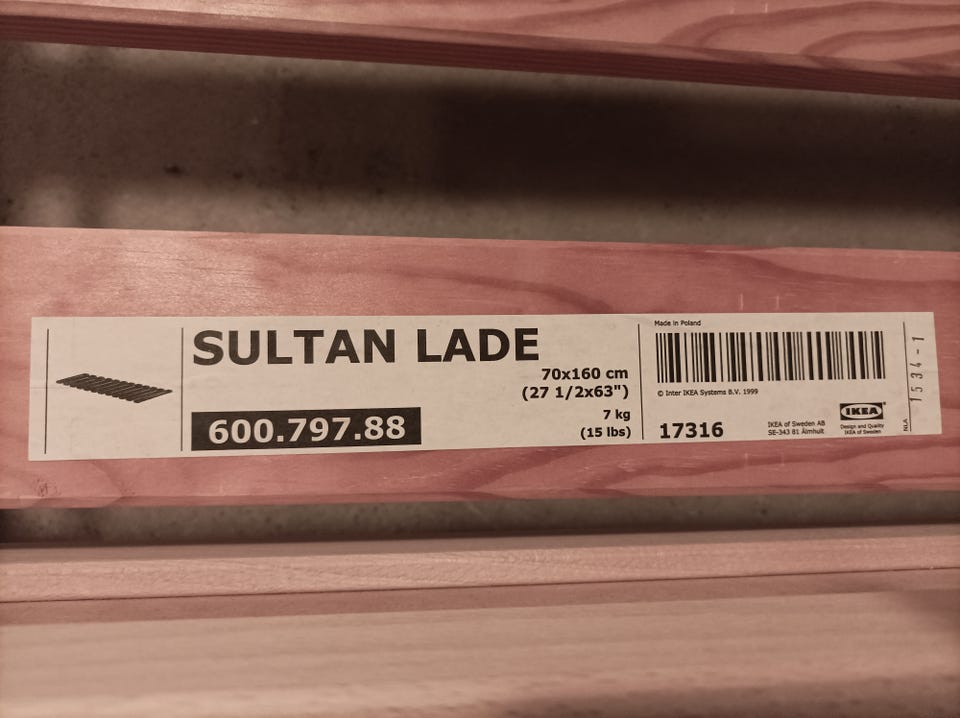 SULTAN LADE
70x160 cm
(27 1/2x63")
600.797.88
7 kg
(15 lbs)
Made in Poland
© Inter IKEA Systems B.V. 1999
17316
IKEA of Sweden AB
SE-343 81 Älmhult
IKEA
Design and Quality
IKEA of Sweden
NLA
1534-1